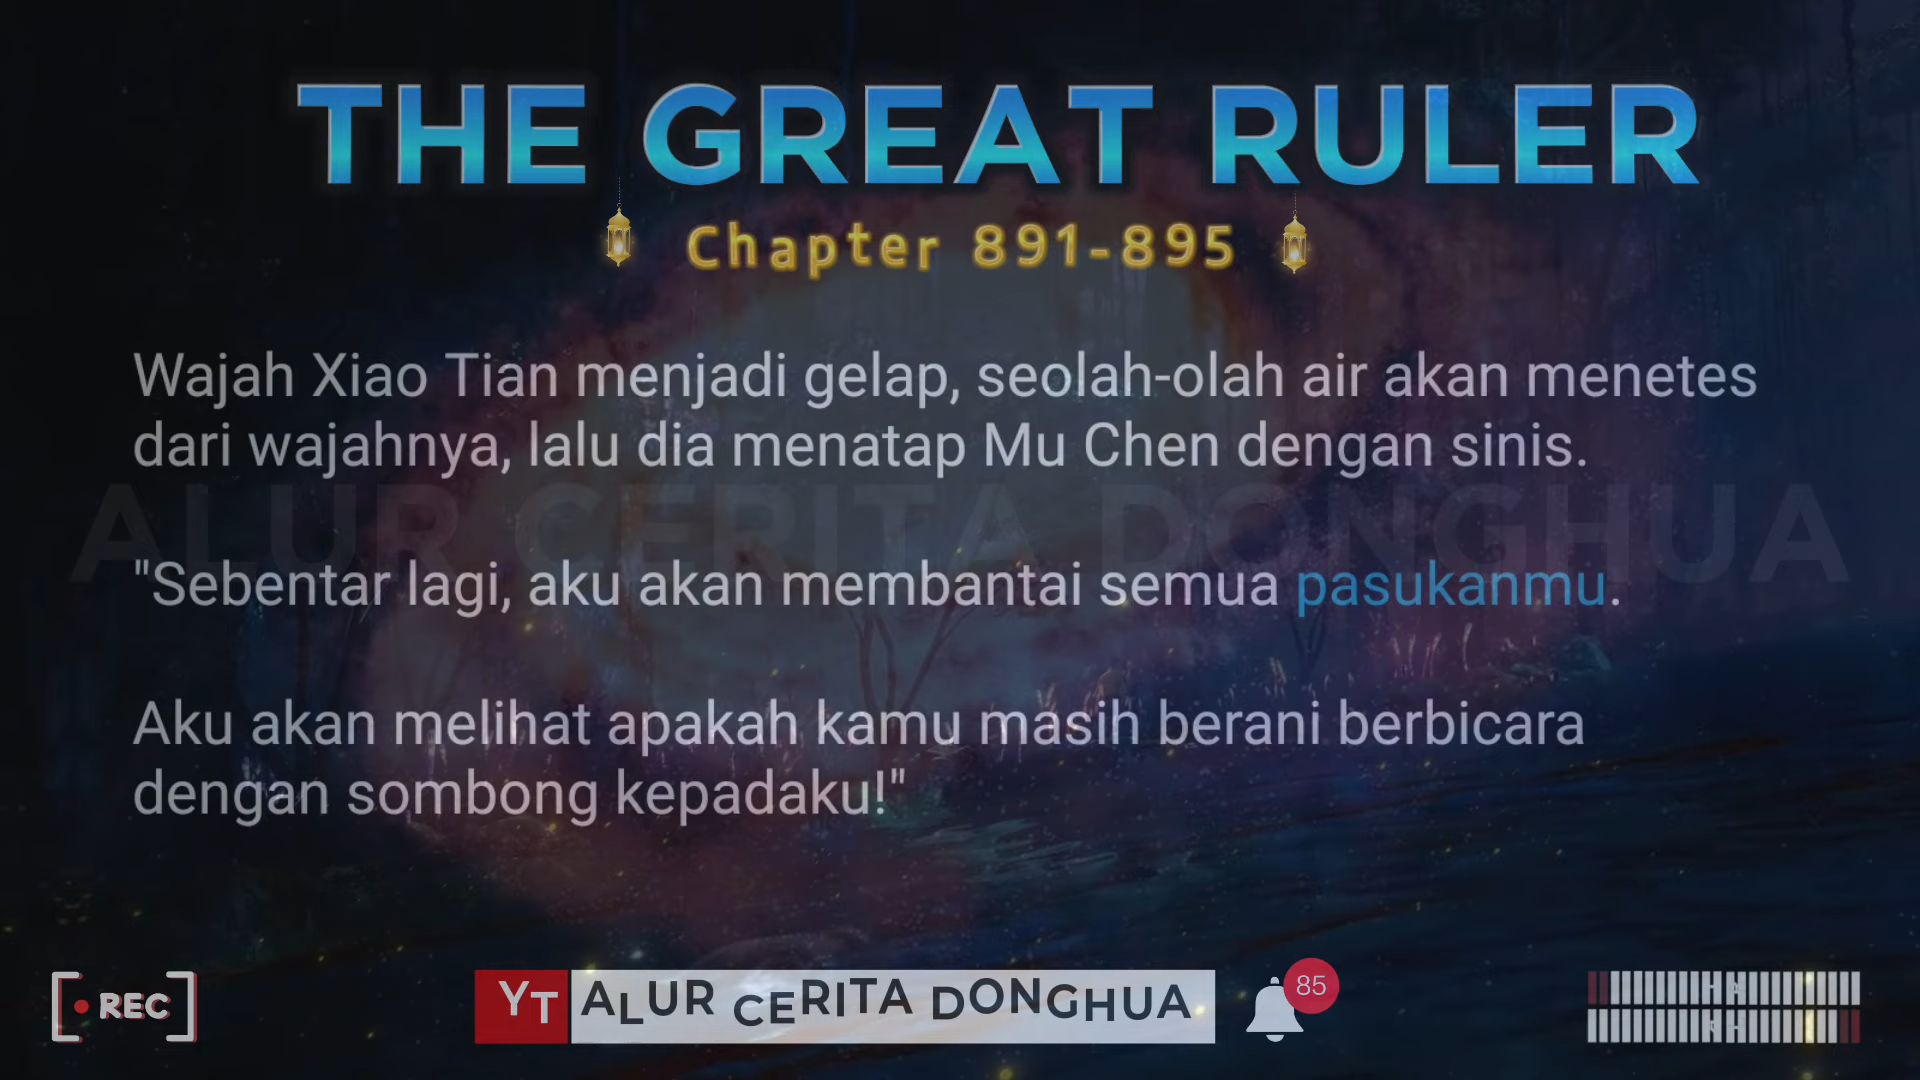 THE GREAT RULER
Chapter 891-895
Wajah Xiao Tian menjadi gelap, seolah-olah air akan menetes
dari wajahnya, lalu dia menatap Mu Chen dengan sinis.
ALUR CERITA DONGHUA
"Sebentar lagi, aku akan membantai semua pasukanmu.
Aku akan melihat apakah kamu masih berani berbicara
dengan sombong kepadaku!"
REC
YT ALUR CERITA DONGHUA
85